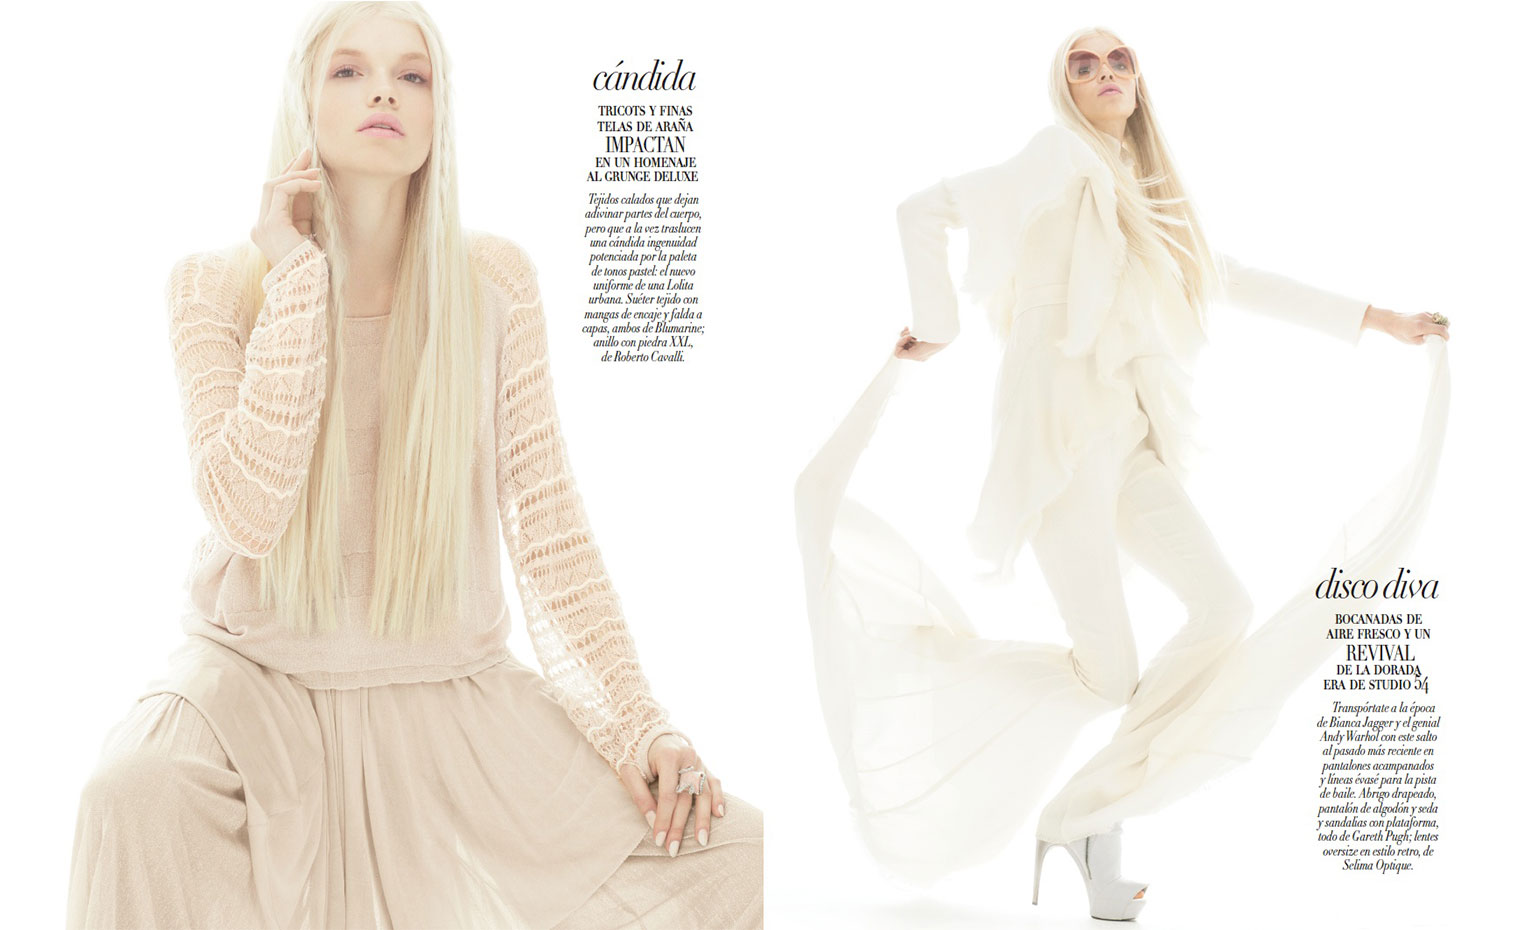 cándida
TRICOTS Y FINAS
TELAS DE ARAÑA
IMPACTAN
EN UN HOMENAJE
AL GRUNGE DELUXE
Tejidos calados que dejan
adivinar partes del cuerpo,
pero que a la vez traslucen
una cándida ingenuidad
potenciada por la paleta
de tonos pastel: el nuevo
uniforme de una Lolita
urbana. Suéter tejido con
mangas de encaje y falda a
capas, ambos de Blumarine;
anillo con piedra XXL,
de Roberto Cavalli.
disco diva
BOCANADAS DE
AIRE FRESCO Y UN
REVIVAL
DE LA DORADA
ERA DE STUDIO 54
Transpórtate a la época
de Bianca Jagger y el genial
Andy Warhol con este salto
al pasado más reciente en
pantalones acampanados
y líneas évasé para la pista
de baile. Abrigo drapeado,
pantalón de algodón y seda
y sandalias con plataforma,
todo de Gareth Pugh; lentes
oversize en estilo retro, de
Selima Optique.